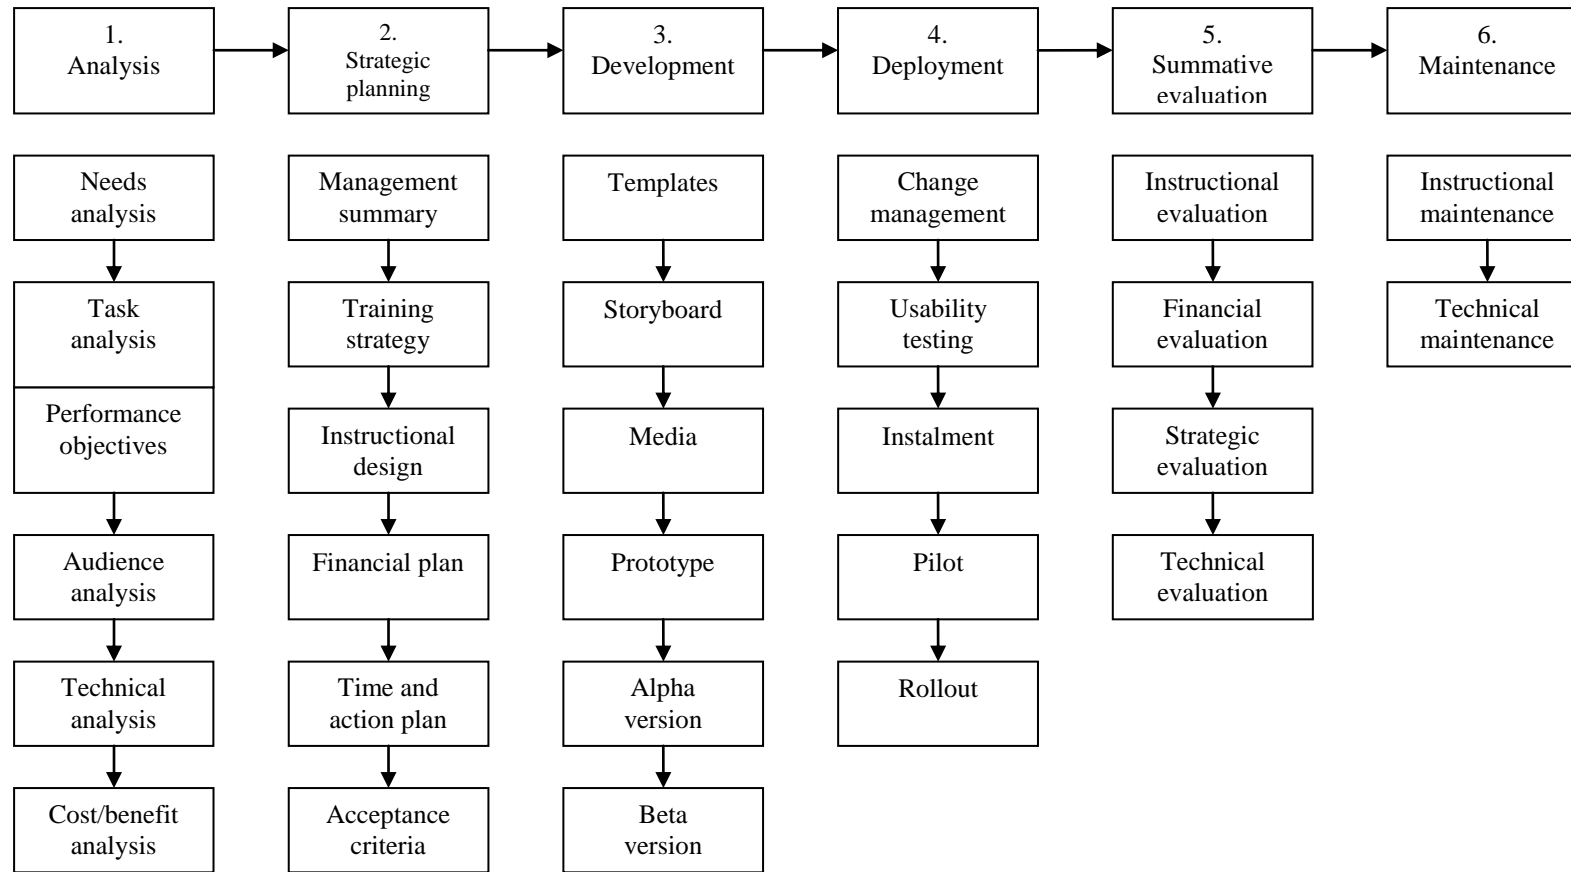 1.
Analysis
2.
Strategic
planning
3.
Development
4.
Deployment
5.
Summative
evaluation
6.
Maintenance
Needs
analysis
Task
analysis
Performance
objectives
Audience
analysis
Technical
analysis
Cost/benefit
analysis
Management
summary
Training
strategy
Instructional
design
Financial plan
Time and
action plan
Acceptance
criteria
Templates
Storyboard
Media
Prototype
Alpha
version
Beta
version
Change
management
Usability
testing
Instalment
Pilot
Rollout
Instructional
evaluation
Financial
evaluation
Strategic
evaluation
Technical
evaluation
Instructional
maintenance
Technical
maintenance